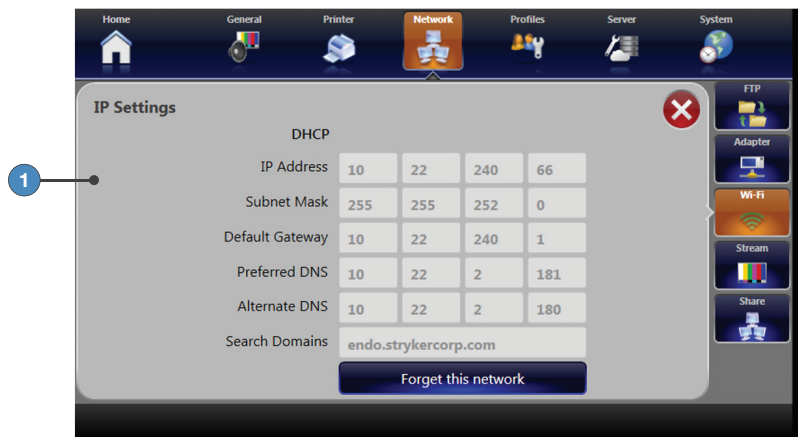 Home General Printer Network Profiles Server System
IP Settings
FTP
DHCP
Adapter
1
IP Address 10 22 240 66
Subnet Mask 255 255 252 0
Wi-Fi
Default Gateway 10 22 240 1
Stream
Preferred DNS 10 22 2 181
Alternate DNS 10 22 2 180
Share
Search Domains endo.strykercorp.com
Forget this network